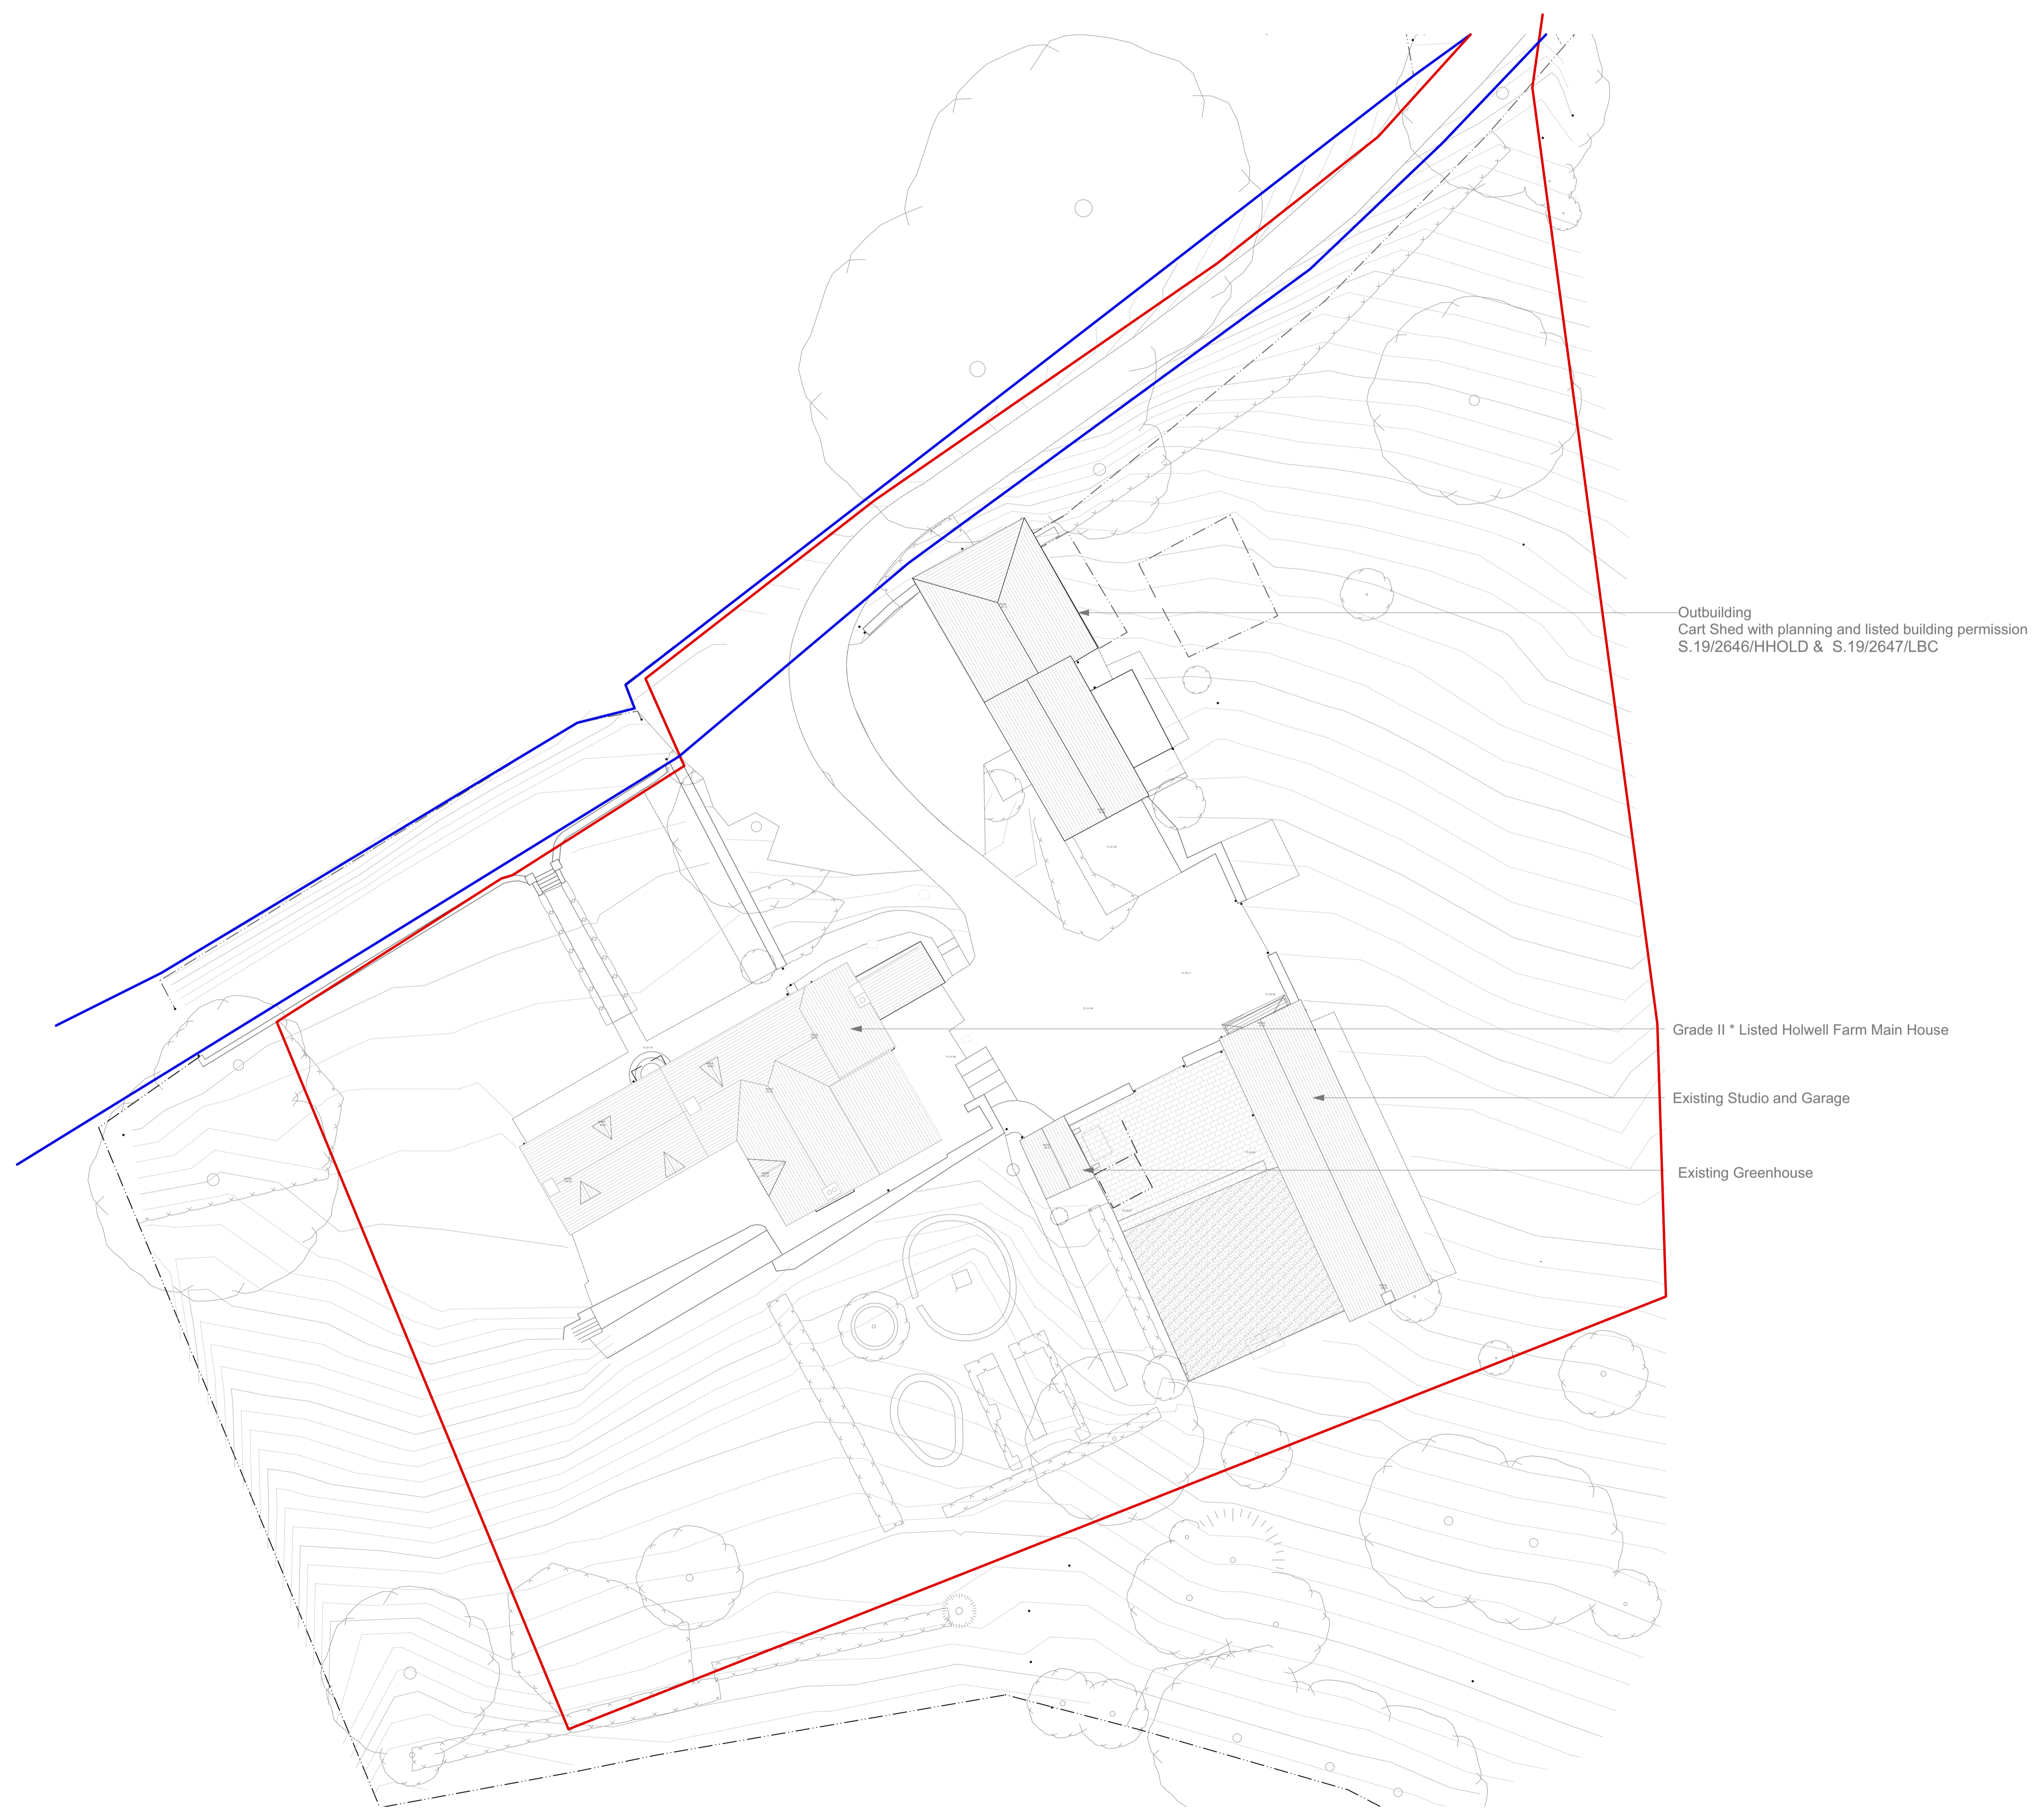 Outbuilding
Cart Shed with planning and listed building permission
S.19/2646/HHOLD & S.19/2647/LBC
Grade II * Listed Holwell Farm Main House
Existing Studio and Garage
Existing Greenhouse